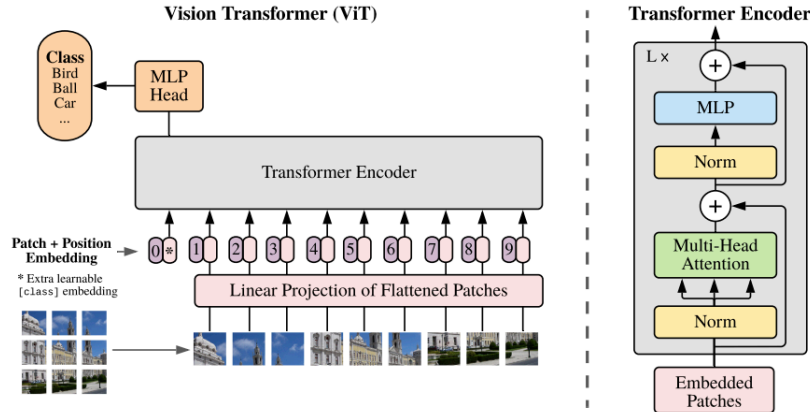 Vision Transformer (ViT)
Class
Bird
Ball
Car
...
MLP
Head
Transformer Encoder
Patch + Position
Embedding
* Extra learnable
[class] embedding
0 * 1 2 3 4 5 6 7 8 9
Linear Projection of Flattened Patches
Transformer Encoder
L ×
+
MLP
Norm
+
Multi-Head
Attention
Norm
Embedded
Patches